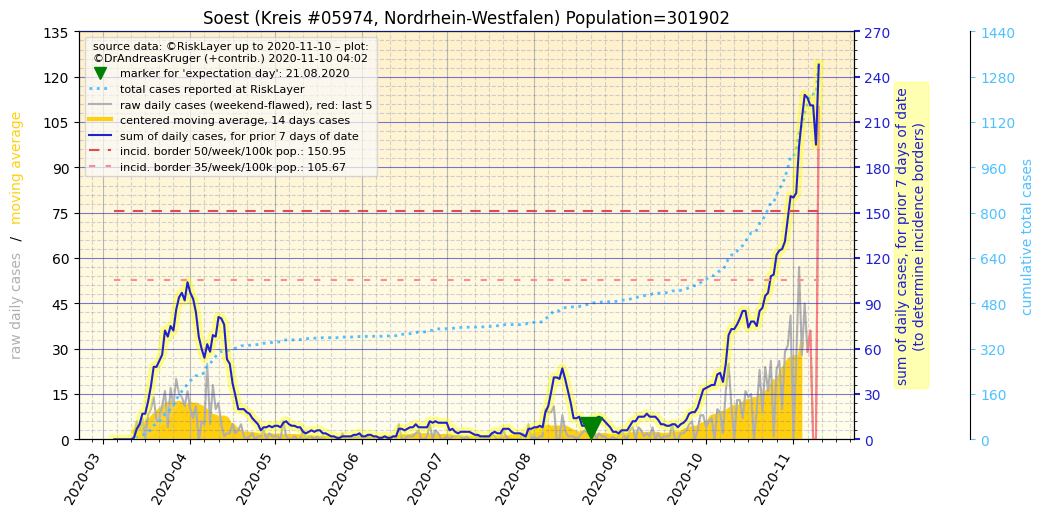 Soest (Kreis #05974, Nordrhein-Westfalen) Population=301902
source data: ©RiskLayer up to 2020-11-10 – plot:
©DrAndreasKruger (+contrib.) 2020-11-10 04:02
marker for 'expectation day': 21.08.2020
total cases reported at RiskLayer
raw daily cases (weekend-flawed), red: last 5
centered moving average, 14 days cases
sum of daily cases, for prior 7 days of date
incid. border 50/week/100k pop.: 150.95
incid. border 35/week/100k pop.: 105.67
raw daily cases / moving average
135
120
105
90
75
60
45
30
15
0
2020-03
2020-04
2020-05
2020-06
2020-07
2020-08
2020-09
2020-10
2020-11
270
240
210
180
150
120
90
60
30
0
sum of daily cases, for prior 7 days of date
(to determine incidence borders)
1440
1280
1120
960
800
640
480
320
160
0
cumulative total cases